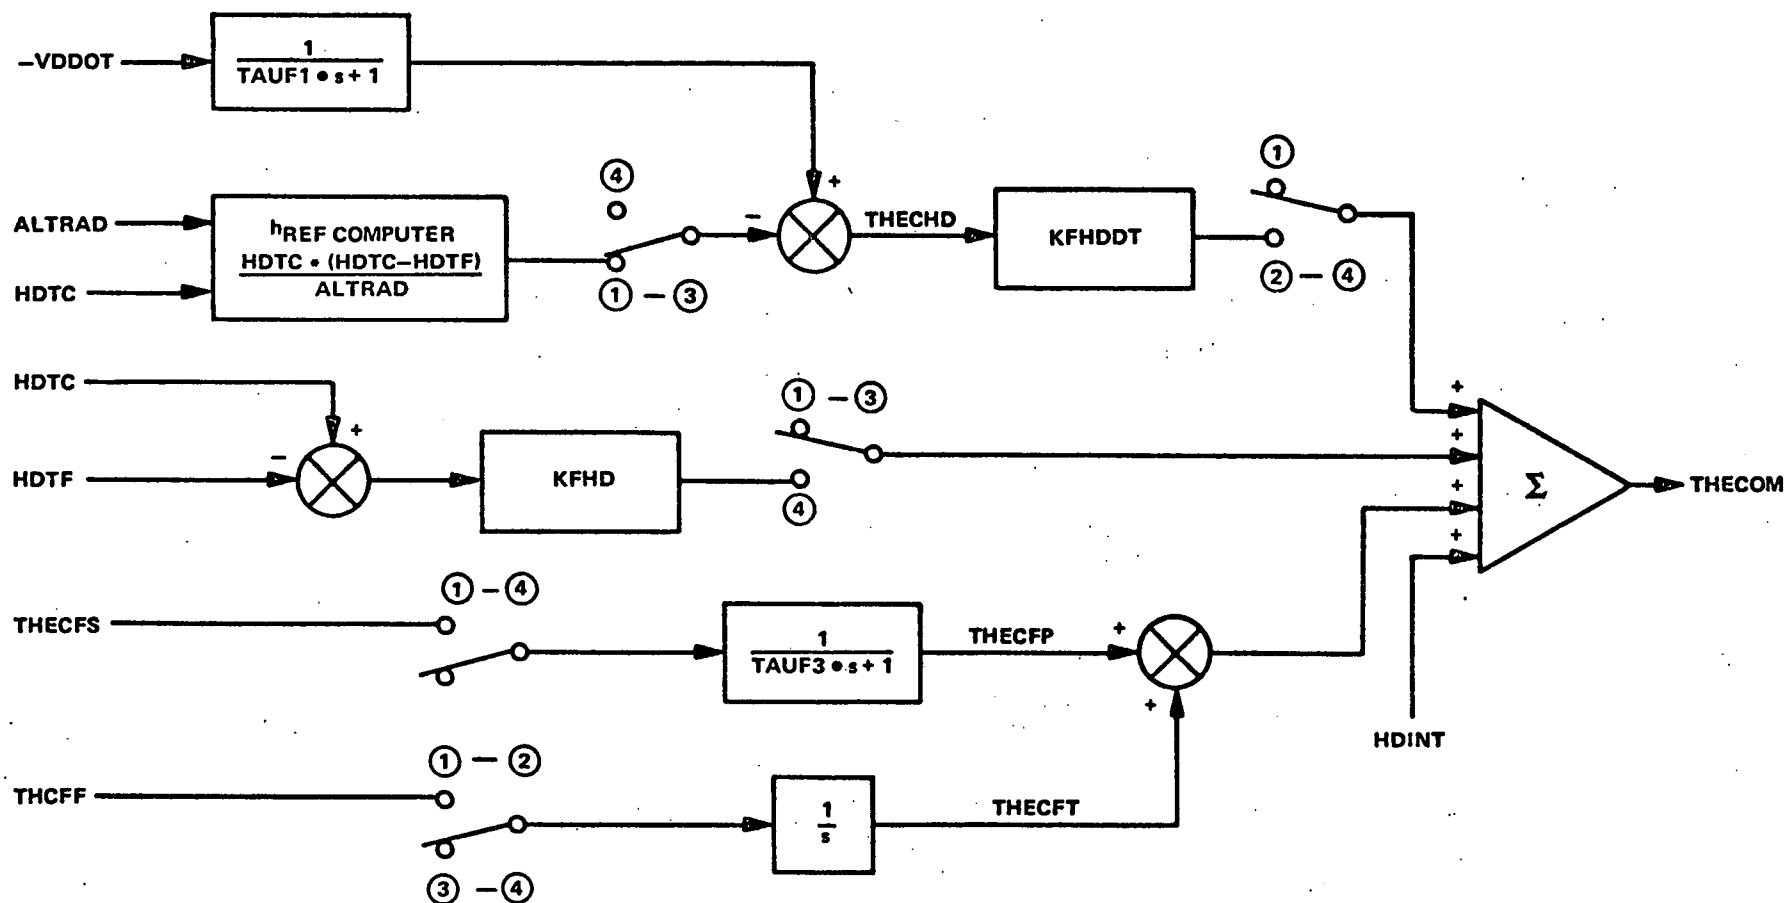 -VDDOT
1
TAUF1 • s + 1
ALTRAD
HDTC
hREF COMPUTER
HDTC • (HDTC-HDTF)
ALTRAD
④
① - ③
+
-
THECHD
KFHDDT
①
② - ④
HDTC
HDTF
+
-
KFHD
① - ③
④
THECFS
① - ④
1
TAUF3 • s + 1
THECFP
+
+
THCFF
① - ②
③ - ④
1
s
THECFT
+
+
+
+
HDINT
Σ
THECOM